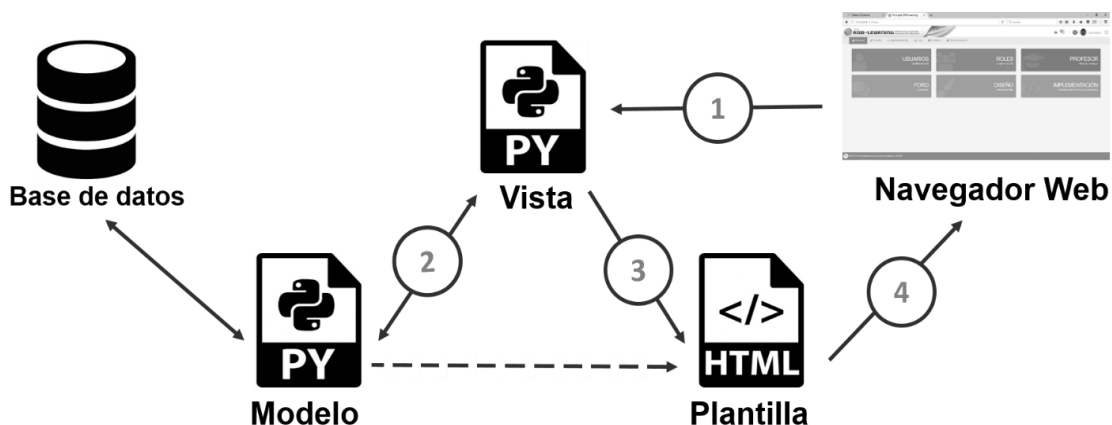 USUARIOS
ROLES
PROFESOR
FORO
DISEÑO
IMPLEMENTACIÓN
1
PY
Vista
Navegador Web
Base de datos
2
3
4
PY
</>
HTML
Modelo
Plantilla